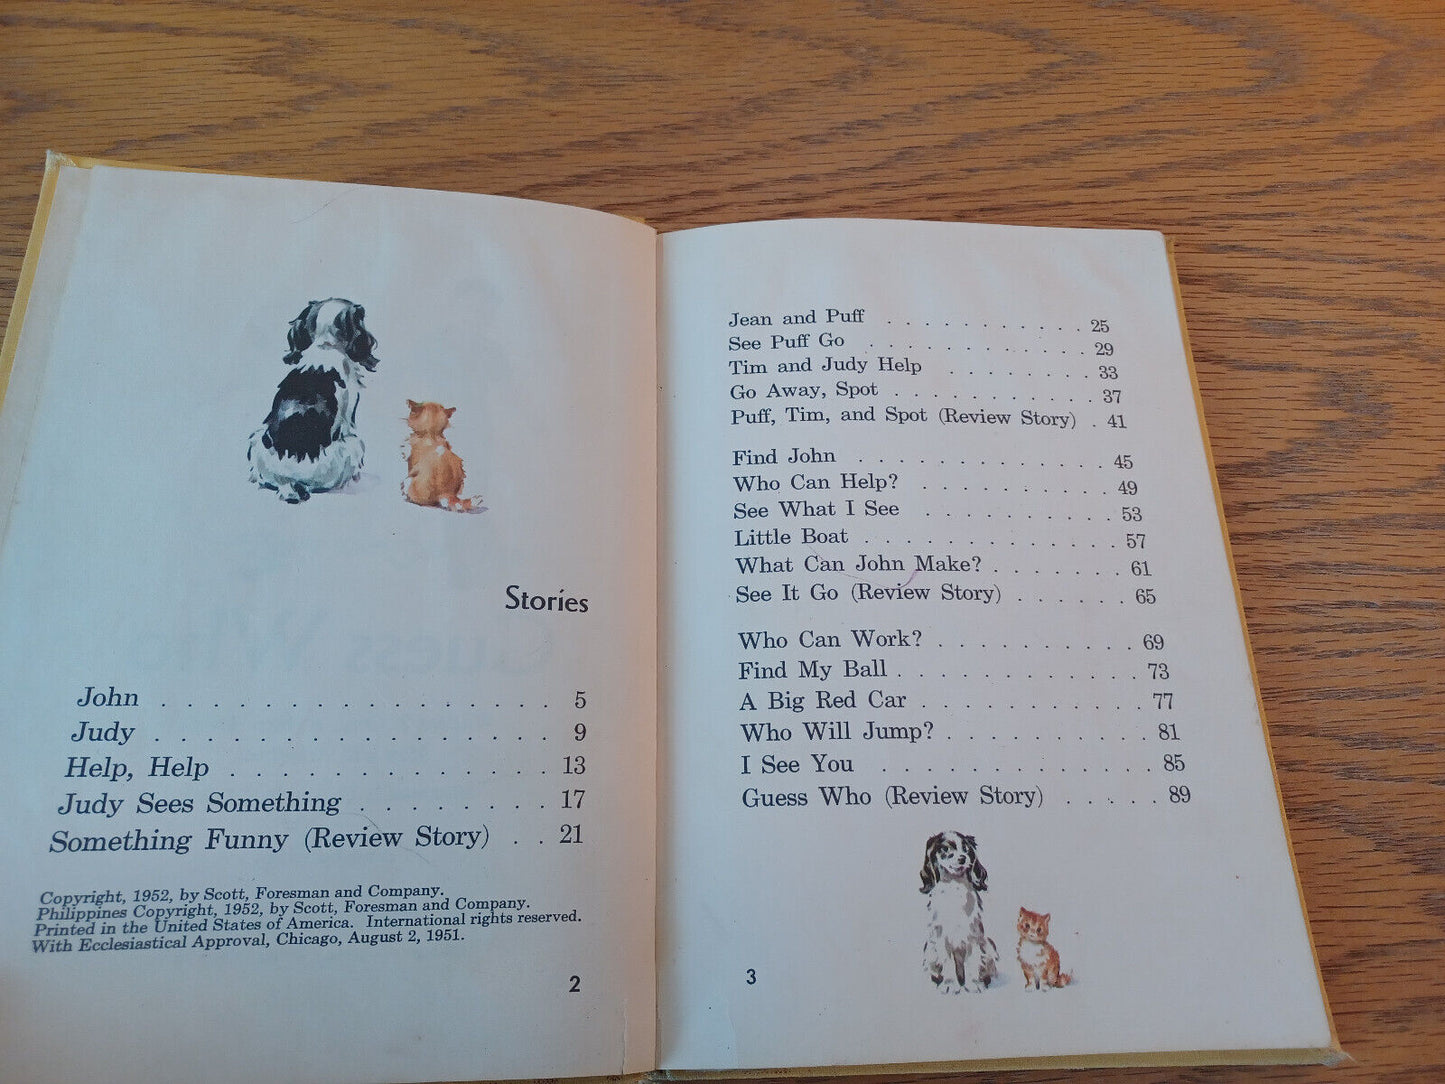 Stories
John . . . . . . . . . . . . . . . . . . 5
Judy . . . . . . . . . . . . . . . . . . 9
Help, Help . . . . . . . . . . . . . . . 13
Judy Sees Something . . . . . . . . . 17
Something Funny (Review Story) . . 21
Copyright, 1952, by Scott, Foresman and Company.
Philippines Copyright, 1952, by Scott, Foresman and Company.
Printed in the United States of America. International rights reserved.
With Ecclesiastical Approval, Chicago, August 2, 1951.
2
Jean and Puff . . . . . . . . . . . . 25
See Puff Go . . . . . . . . . . . . . 29
Tim and Judy Help . . . . . . . . 33
Go Away, Spot . . . . . . . . . . . 37
Puff, Tim, and Spot (Review Story) . 41
Find John . . . . . . . . . . . . . 45
Who Can Help? . . . . . . . . . . . 49
See What I See . . . . . . . . . . 53
Little Boat . . . . . . . . . . . . . 57
What Can John Make? . . . . . . . 61
See It Go (Review Story) . . . . . . 65
Who Can Work? . . . . . . . . . . 69
Find My Ball . . . . . . . . . . . . 73
A Big Red Car . . . . . . . . . . . 77
Who Will Jump? . . . . . . . . . . 81
I See You . . . . . . . . . . . . . 85
Guess Who (Review Story) . . . . . 89
3